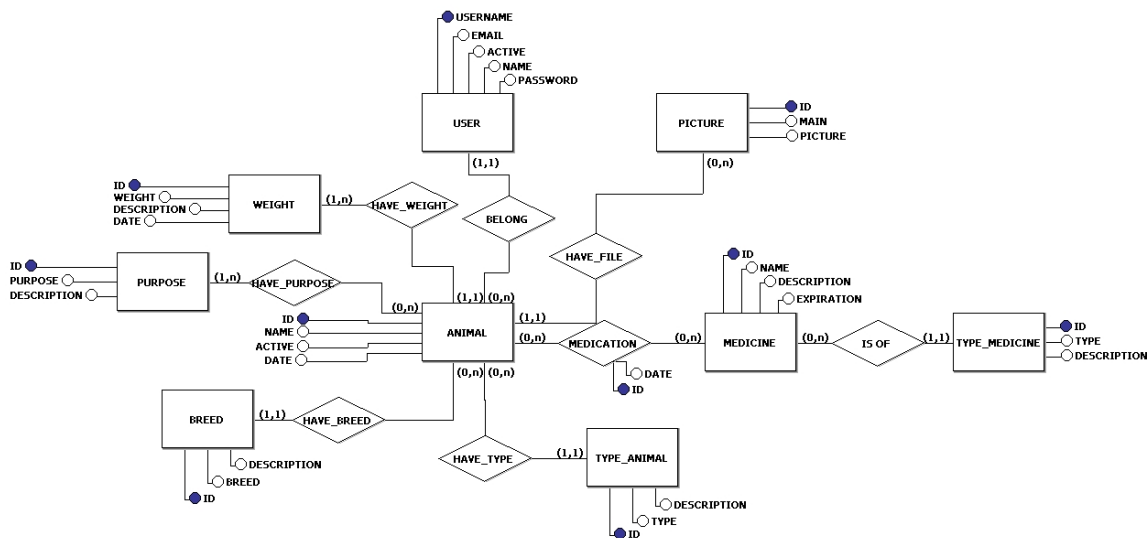 USERNAME
EMAIL
ACTIVE
NAME
PASSWORD
USER
(1,1)
ID
MAIN
PICTURE
PICTURE
(0,n)
ID
WEIGHT
DESCRIPTION
DATE
WEIGHT
(1,n)
HAVE_WEIGHT
BELONG
HAVE_FILE
ID
PURPOSE
DESCRIPTION
PURPOSE
(1,n)
HAVE_PURPOSE
(0,n)
(1,1)
(0,n)
ID
NAME
ACTIVE
DATE
ANIMAL
(1,1)
(0,n)
MEDICATION
DATE
ID
(0,n)
ID
NAME
DESCRIPTION
EXPIRATION
MEDICINE
(0,n)
IS OF
(1,1)
TYPE_MEDICINE
ID
TYPE
DESCRIPTION
(0,n)
(0,n)
BREED
(1,1)
HAVE_BREED
DESCRIPTION
BREED
ID
HAVE_TYPE
(1,1)
TYPE_ANIMAL
DESCRIPTION
TYPE
ID